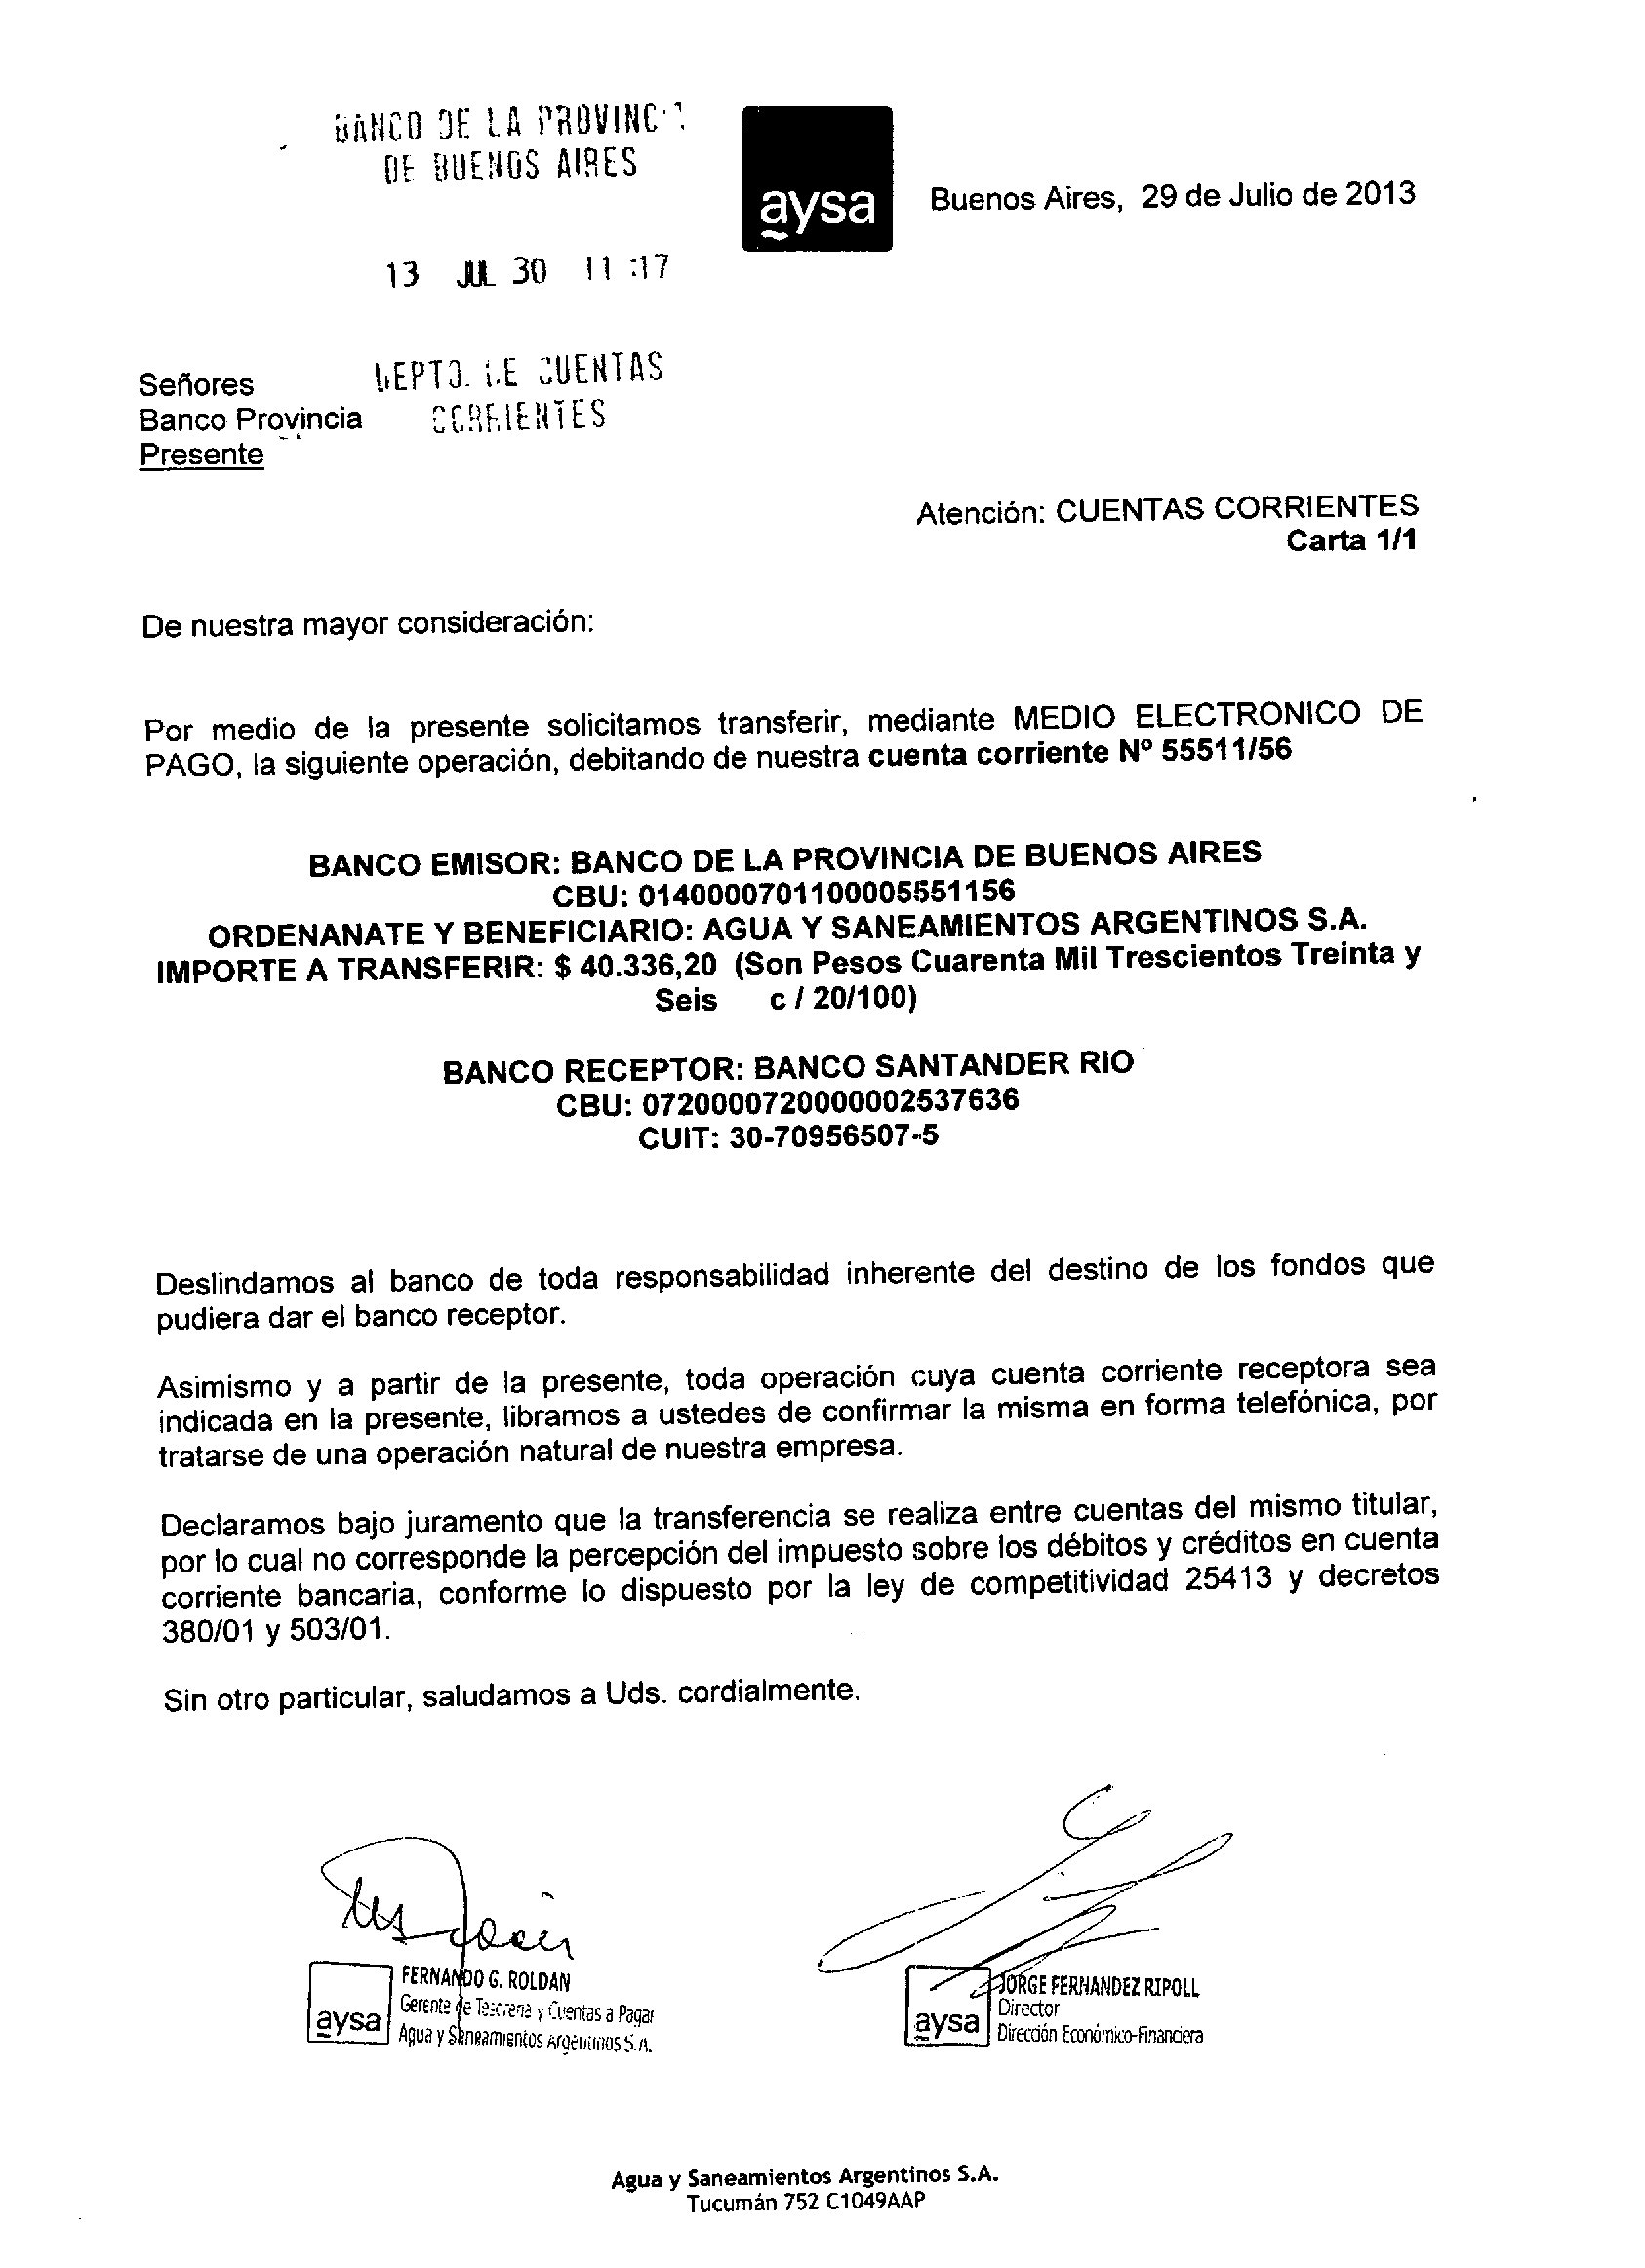 BANCO DE LA
DE BUENOS AIRES
aysa
Buenos Aires, 29 de Julio de 2013
13 JUL 30 11:17
Señores
DEPTO. DE CUENTAS
Banco Provincia
CORRIENTES
Presente
Atención: CUENTAS CORRIENTES
Carta 1/1
De nuestra mayor consideración:
Por medio de la presente solicitamos transferir, mediante MEDIO ELECTRONICO DE
PAGO, la siguiente operación, debitando de nuestra cuenta corriente Nº 55511/56
BANCO EMISOR: BANCO DE LA PROVINCIA DE BUENOS AIRES
CBU: 0140000701100005551156
ORDENANATE Y BENEFICIARIO: AGUA Y SANEAMIENTOS ARGENTINOS S.A.
IMPORTE A TRANSFERIR: $ 40.336,20 (Son Pesos Cuarenta Mil Trescientos Treinta y
Seis c / 20/100)
BANCO RECEPTOR: BANCO SANTANDER RIO
CBU: 0720000720000002537636
CUIT: 30-70956507-5
Deslindamos al banco de toda responsabilidad inherente del destino de los fondos que
pudiera dar el banco receptor.
Asimismo y a partir de la presente, toda operación cuya cuenta corriente receptora sea
indicada en la presente, libramos a ustedes de confirmar la misma en forma telefónica, por
tratarse de una operación natural de nuestra empresa.
Declaramos bajo juramento que la transferencia se realiza entre cuentas del mismo titular,
por lo cual no corresponde la percepción del impuesto sobre los débitos y créditos en cuenta
corriente bancaria, conforme lo dispuesto por la ley de competitividad 25413 y decretos
380/01 y 503/01.
Sin otro particular, saludamos a Uds. cordialmente.
FERNANDO G. ROLDAN
Gerente de Tesorería y Cuentas a Pagar
aysa
Agua y Saneamientos Argentinos S.A.
JORGE FERNANDEZ RIPOLL
Director
aysa
Dirección Económico-Financiera
Agua y Saneamientos Argentinos S.A.
Tucumán 752 C1049AAP